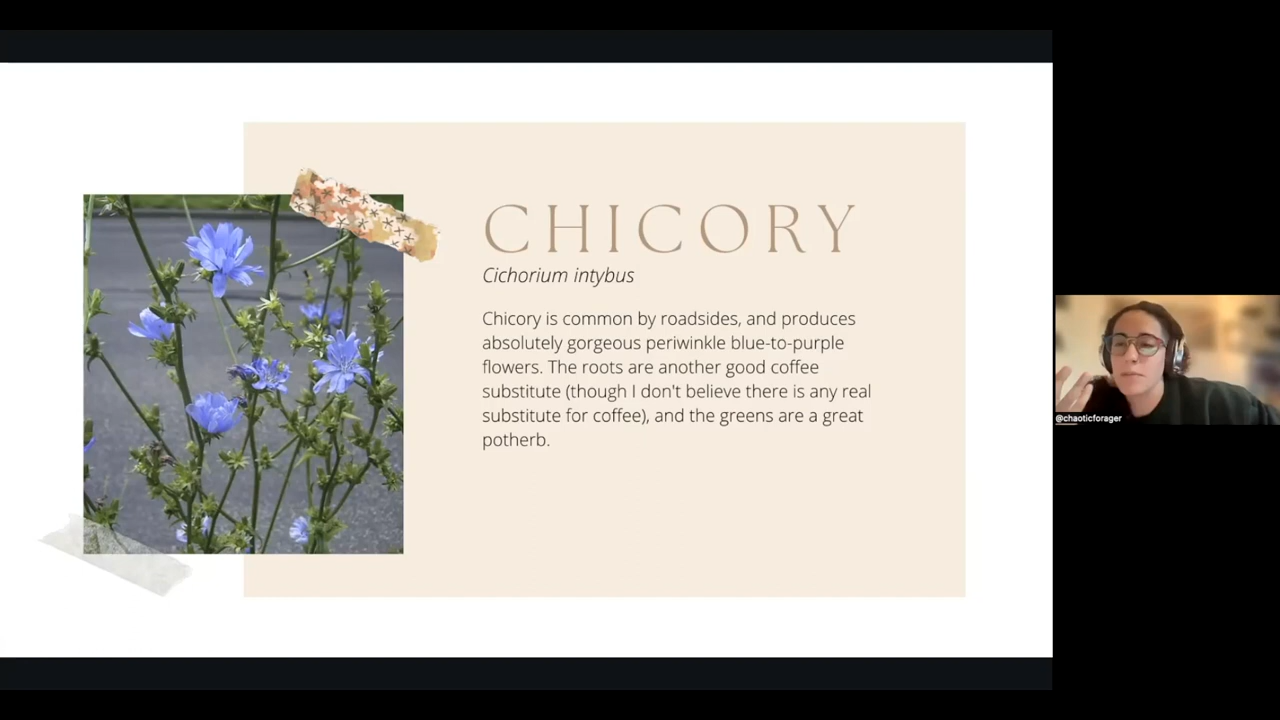 CHICORY
Cichorium intybus
Chicory is common by roadsides, and produces
absolutely gorgeous periwinkle blue-to-purple
flowers. The roots are another good coffee
substitute (though I don't believe there is any real
substitute for coffee), and the greens are a great
potherb.
@chaoticforager